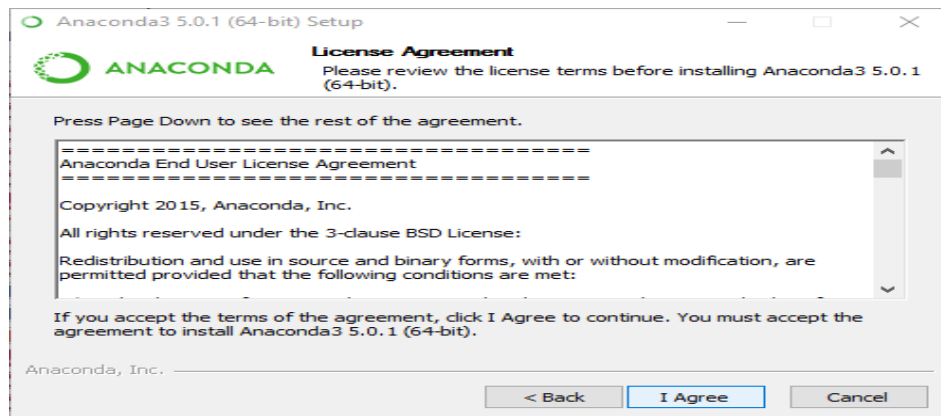 Anaconda3 5.0.1 (64-bit) Setup
License Agreement
ANACONDA
Please review the license terms before installing Anaconda3 5.0.1
(64-bit).
Press Page Down to see the rest of the agreement.
===================================
Anaconda End User License Agreement
===================================
Copyright 2015, Anaconda, Inc.
All rights reserved under the 3-clause BSD License:
Redistribution and use in source and binary forms, with or without modification, are
permitted provided that the following conditions are met:
If you accept the terms of the agreement, click I Agree to continue. You must accept the
agreement to install Anaconda3 5.0.1 (64-bit).
Anaconda, Inc.
< Back
I Agree
Cancel